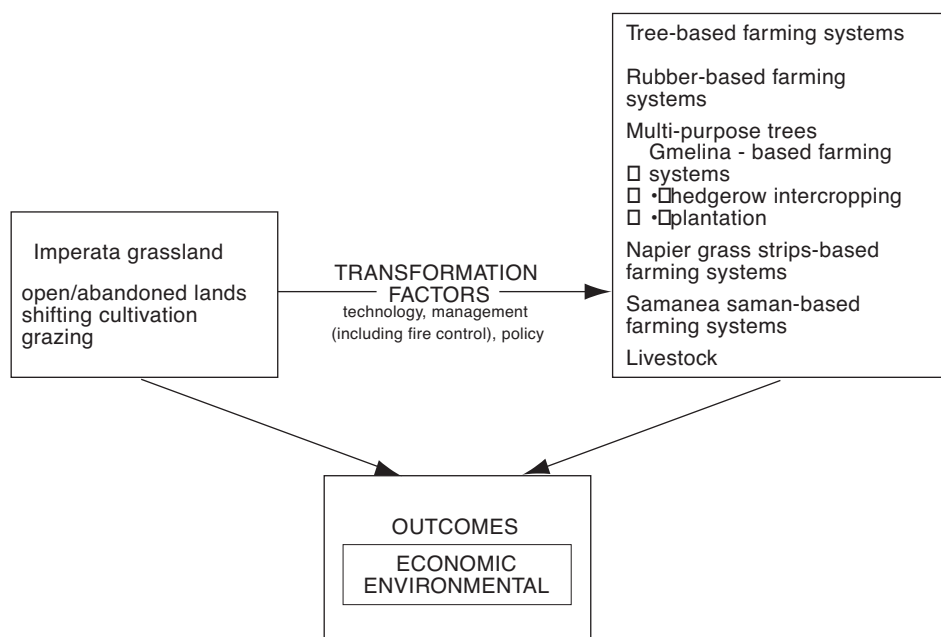 Imperata grassland
open/abandoned lands
shifting cultivation
grazing
TRANSFORMATION
FACTORS
technology, management
(including fire control), policy
Tree-based farming systems
Rubber-based farming
systems
Multi-purpose trees
Gmelina - based farming
□ systems
□ •□hedgerow intercropping
□ •□plantation
Napier grass strips-based
farming systems
Samanea saman-based
farming systems
Livestock
OUTCOMES
ECONOMIC
ENVIRONMENTAL